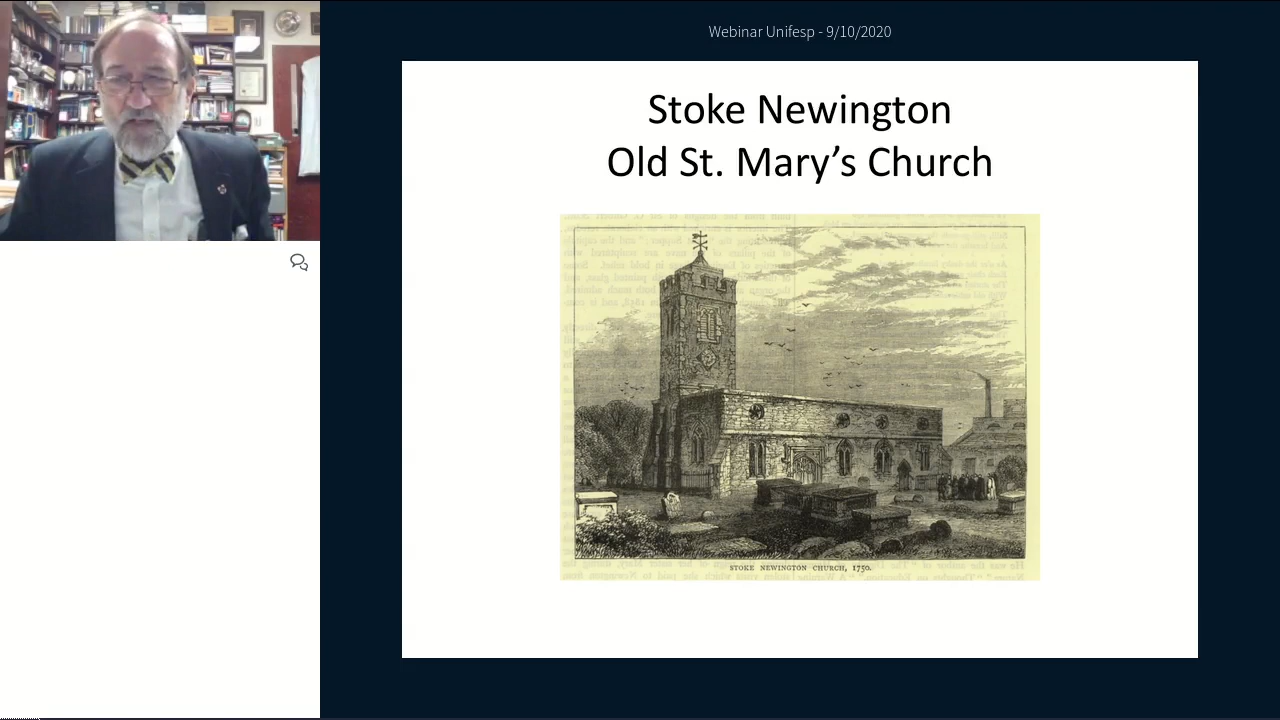 Webinar Unifesp - 9/10/2020
Stoke Newington
Old St. Mary’s Church
STOKE NEWINGTON CHURCH, 1750.